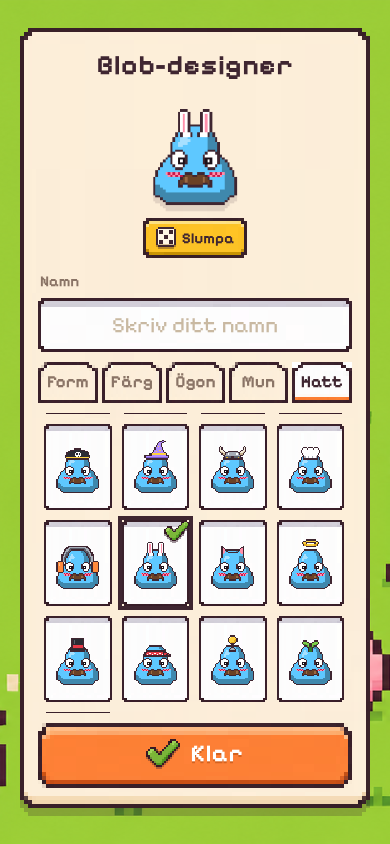 Blob-designer
Slumpa
Namn
Skriv ditt namn
Form
Färg
Ögon
Mun
Hatt
Klar